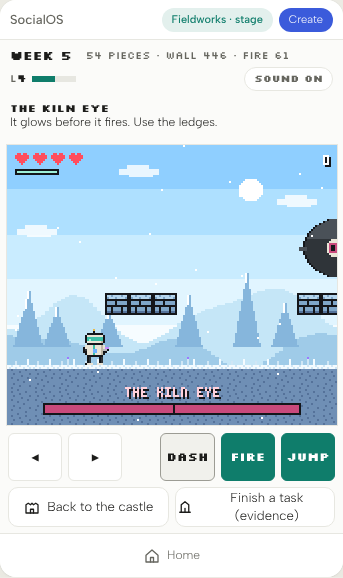 SocialOS
Fieldworks · stage
Create
WEEK 5
54 PIECES · WALL 446 · FIRE 61
L4
SOUND ON
THE KILN EYE
It glows before it fires. Use the ledges.
0
THE KILN EYE
DASH
FIRE
JUMP
Back to the castle
Finish a task (evidence)
Home